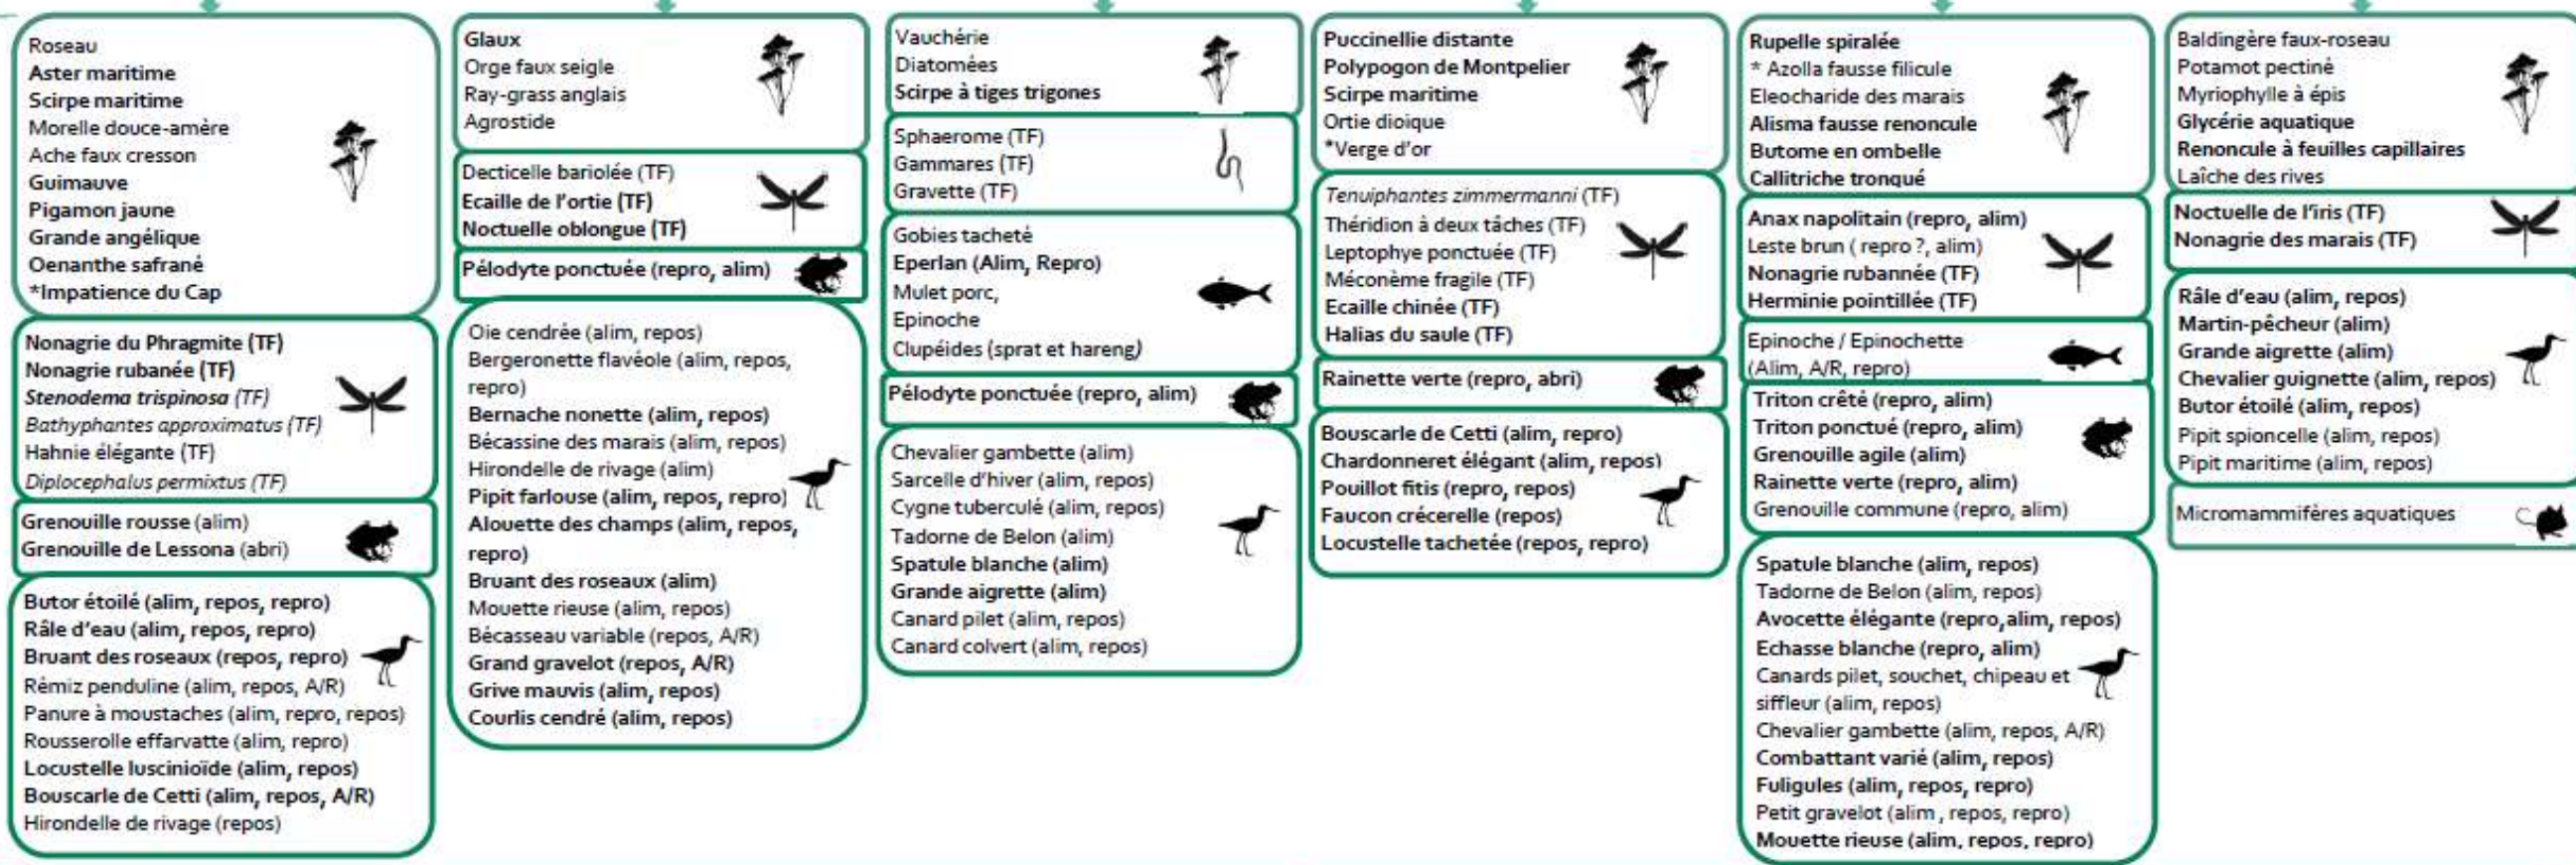 Roseau
Aster maritime
Scirpe maritime
Morelle douce-amère
Ache faux cresson
Guimauve
Pigamon jaune
Grande angélique
Oenanthe safrané
*Impatience du Cap
Nonagrie du Phragmite (TF)
Nonagrie rubanée (TF)
Stenodema trispinosa (TF)
Bathyphantes approximatus (TF)
Hahnie élégante (TF)
Diplocephalus permixtus (TF)
Grenouille rousse (alim)
Grenouille de Lessona (abri)
Butor étoilé (alim, repos, repro)
Râle d'eau (alim, repos, repro)
Bruant des roseaux (repos, repro)
Rémiz penduline (alim, repos, A/R)
Panure à moustaches (alim, repro, repos)
Rousserolle effarvatte (alim, repro)
Locustelle luscinioïde (alim, repos)
Bouscarle de Cetti (alim, repos, A/R)
Hirondelle de rivage (repos)
Glaux
Orge faux seigle
Ray-grass anglais
Agrostide
Decticelle bariolée (TF)
Ecaille de l'ortie (TF)
Noctuelle oblongue (TF)
Pélodyte ponctuée (repro, alim)
Oie cendrée (alim, repos)
Bergeronette flavéole (alim, repos,
repro)
Bernache nonette (alim, repos)
Bécassine des marais (alim, repos)
Hirondelle de rivage (alim)
Pipit farlouse (alim, repos, repro)
Alouette des champs (alim, repos,
repro)
Bruant des roseaux (alim)
Mouette rieuse (alim, repos)
Bécasseau variable (repos, A/R)
Grand gravelot (repos, A/R)
Grive mauvis (alim, repos)
Courlis cendré (alim, repos)
Vauchérie
Diatomées
Scirpe à tiges trigones
Sphaerome (TF)
Gammares (TF)
Gravette (TF)
Gobies tacheté
Eperlan (Alim, Repro)
Mulet porc,
Epinoche
Clupéides (sprat et hareng)
Pélodyte ponctuée (repro, alim)
Chevalier gambette (alim)
Sarcelle d'hiver (alim, repos)
Cygne tuberculé (alim, repos)
Tadorne de Belon (alim)
Spatule blanche (alim)
Grande aigrette (alim)
Canard pilet (alim, repos)
Canard colvert (alim, repos)
Puccinellie distante
Polypogon de Montpelier
Scirpe maritime
Ortie dioique
*Verge d'or
Tenuiphantes zimmermanni (TF)
Théridion à deux tâches (TF)
Leptophye ponctuée (TF)
Méconème fragile (TF)
Ecaille chinée (TF)
Halias du saule (TF)
Rainette verte (repro, abri)
Bouscarle de Cetti (alim, repro)
Chardonneret élégant (alim, repos)
Pouillot fitis (repro, repos)
Faucon crécerelle (repos)
Locustelle tachetée (repos, repro)
Rupelle spiralée
* Azolla fausse filicule
Eleocharide des marais
Alisma fausse renoncule
Butome en ombelle
Callitriche tronqué
Anax napolitain (repro, alim)
Leste brun ( repro ?, alim)
Nonagrie rubannée (TF)
Herminie pointillée (TF)
Epinoche / Epinochette
(Alim, A/R, repro)
Triton crêté (repro, alim)
Triton ponctué (repro, alim)
Grenouille agile (alim)
Rainette verte (repro, alim)
Grenouille commune (repro, alim)
Spatule blanche (alim, repos)
Tadorne de Belon (alim, repos)
Avocette élégante (repro,alim, repos)
Echasse blanche (repro, alim)
Canards pilet, souchet, chipeau et
siffleur (alim, repos)
Chevalier gambette (alim, repos, A/R)
Combattant varié (alim, repos)
Fuligules (alim, repos, repro)
Petit gravelot (alim , repos, repro)
Mouette rieuse (alim, repos, repro)
Baldingère faux-roseau
Potamot pectiné
Myriophylle à épis
Glycérie aquatique
Renoncule à feuilles capillaires
Laîche des rives
Noctuelle de l'iris (TF)
Nonagrie des marais (TF)
Râle d'eau (alim, repos)
Martin-pêcheur (alim)
Grande aigrette (alim)
Chevalier guignette (alim, repos)
Butor étoilé (alim, repos)
Pipit spioncelle (alim, repos)
Pipit maritime (alim, repos)
Micromammifères aquatiques